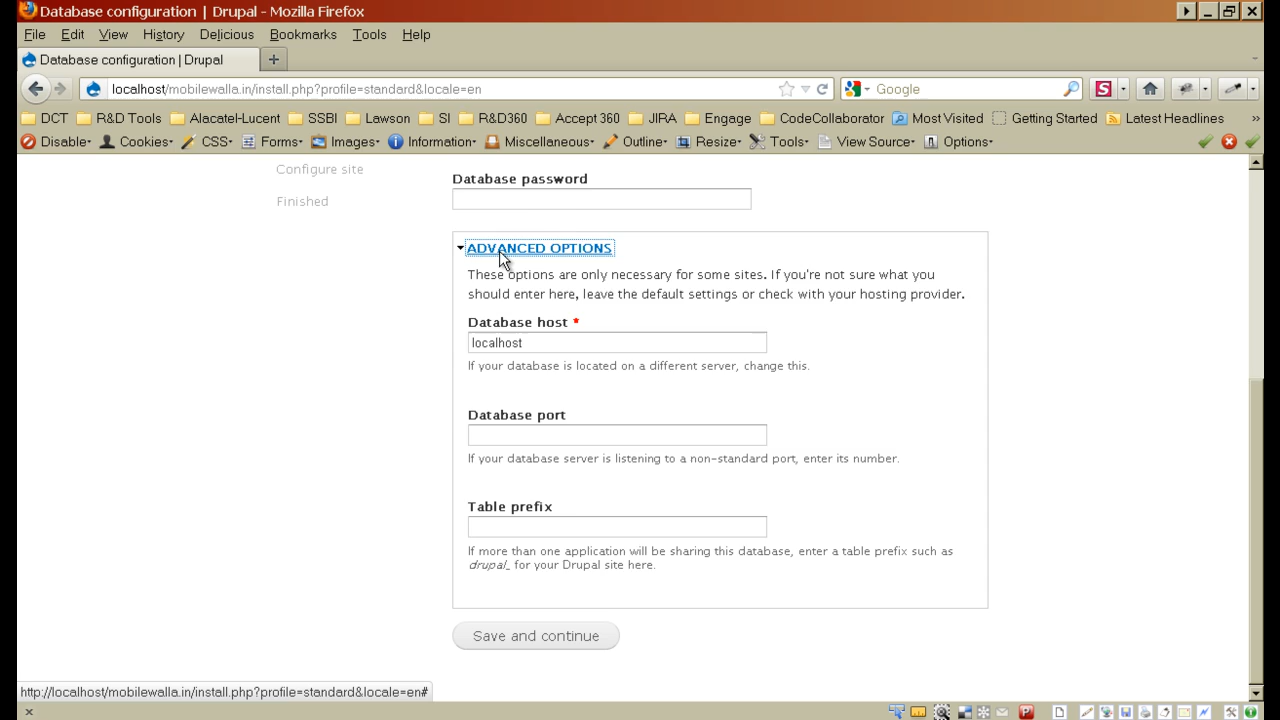 Database configuration | Drupal - Mozilla Firefox
File Edit View History Delicious Bookmarks Tools Help
Database configuration | Drupal
localhost/mobilewalla.in/install.php?profile=standard&locale=en
Google
DCT R&D Tools Alacatel-Lucent SSBI Lawson SI R&D360 Accept 360 JIRA Engage CodeCollaborator Most Visited Getting Started Latest Headlines »
Disable Cookies CSS Forms Images Information Miscellaneous Outline Resize Tools View Source Options
Configure site
Finished
Database password
ADVANCED OPTIONS
These options are only necessary for some sites. If you're not sure what you
should enter here, leave the default settings or check with your hosting provider.
Database host *
localhost
If your database is located on a different server, change this.
Database port
If your database server is listening to a non-standard port, enter its number.
Table prefix
If more than one application will be sharing this database, enter a table prefix such as
drupal_ for your Drupal site here.
Save and continue
http://localhost/mobilewalla.in/install.php?profile=standard&locale=en#